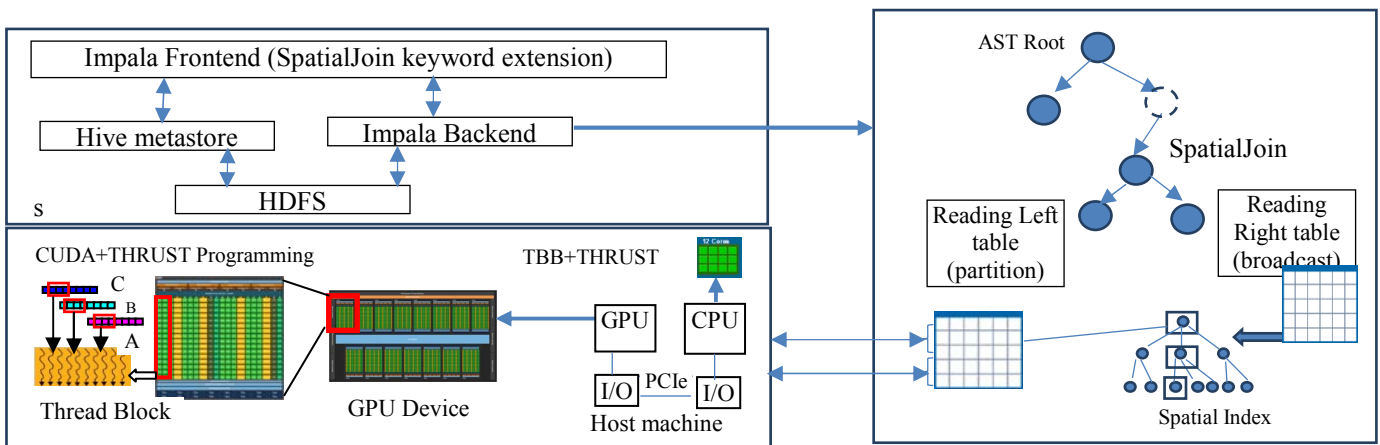 Impala Frontend (SpatialJoin keyword extension)
Hive metastore
Impala Backend
HDFS
S
AST Root
SpatialJoin
Reading Left
table
(partition)
Reading
Right table
(broadcast)
Spatial Index
CUDA+THRUST Programming
C
B
A
Thread Block
GPU Device
TBB+THRUST
12 Cores
GPU
CPU
I/O
PCIe
I/O
Host machine